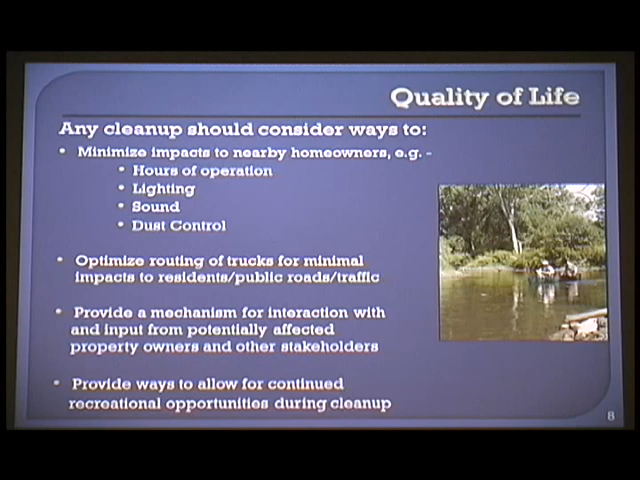 Quality of Life
Any cleanup should consider ways to:
• Minimize impacts to nearby homeowners, e.g. -
• Hours of operation
• Lighting
• Sound
• Dust Control
• Optimize routing of trucks for minimal
impacts to residents/public roads/traffic
• Provide a mechanism for interaction with
and input from potentially affected
property owners and other stakeholders
• Provide ways to allow for continued
recreational opportunities during cleanup
8